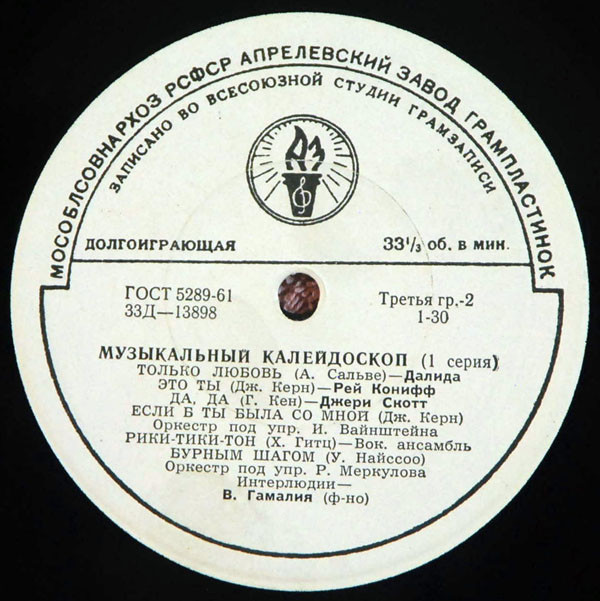 МОСОБЛСОВНАРХОЗ РСФСР АПРЕЛЕВСКИЙ ЗАВОД ГРАМПЛАСТИНОК
ЗАПИСАНО ВО ВСЕСОЮЗНОЙ СТУДИИ ГРАМЗАПИСИ
АЗ
ДОЛГОИГРАЮЩАЯ 33⅓ об. в мин.
ГОСТ 5289-61 Третья гр.-2
33Д—13898 1-30
МУЗЫКАЛЬНЫЙ КАЛЕЙДОСКОП (1 серия)
ТОЛЬКО ЛЮБОВЬ (А. Сальве)—Далида
ЭТО ТЫ (Дж. Керн)—Рей Конифф
ДА, ДА (Г. Кен)—Джери Скотт
ЕСЛИ Б ТЫ БЫЛА СО МНОЙ (Дж. Керн)
Оркестр под упр. И. Вайнштейна
РИКИ-ТИКИ-ТОН (Х. Гитц)—Вок. ансамбль
БУРНЫМ ШАГОМ (У. Найссоо)
Оркестр под упр. Р. Меркулова
Интерлюдии—
В. Гамалия (ф-но)